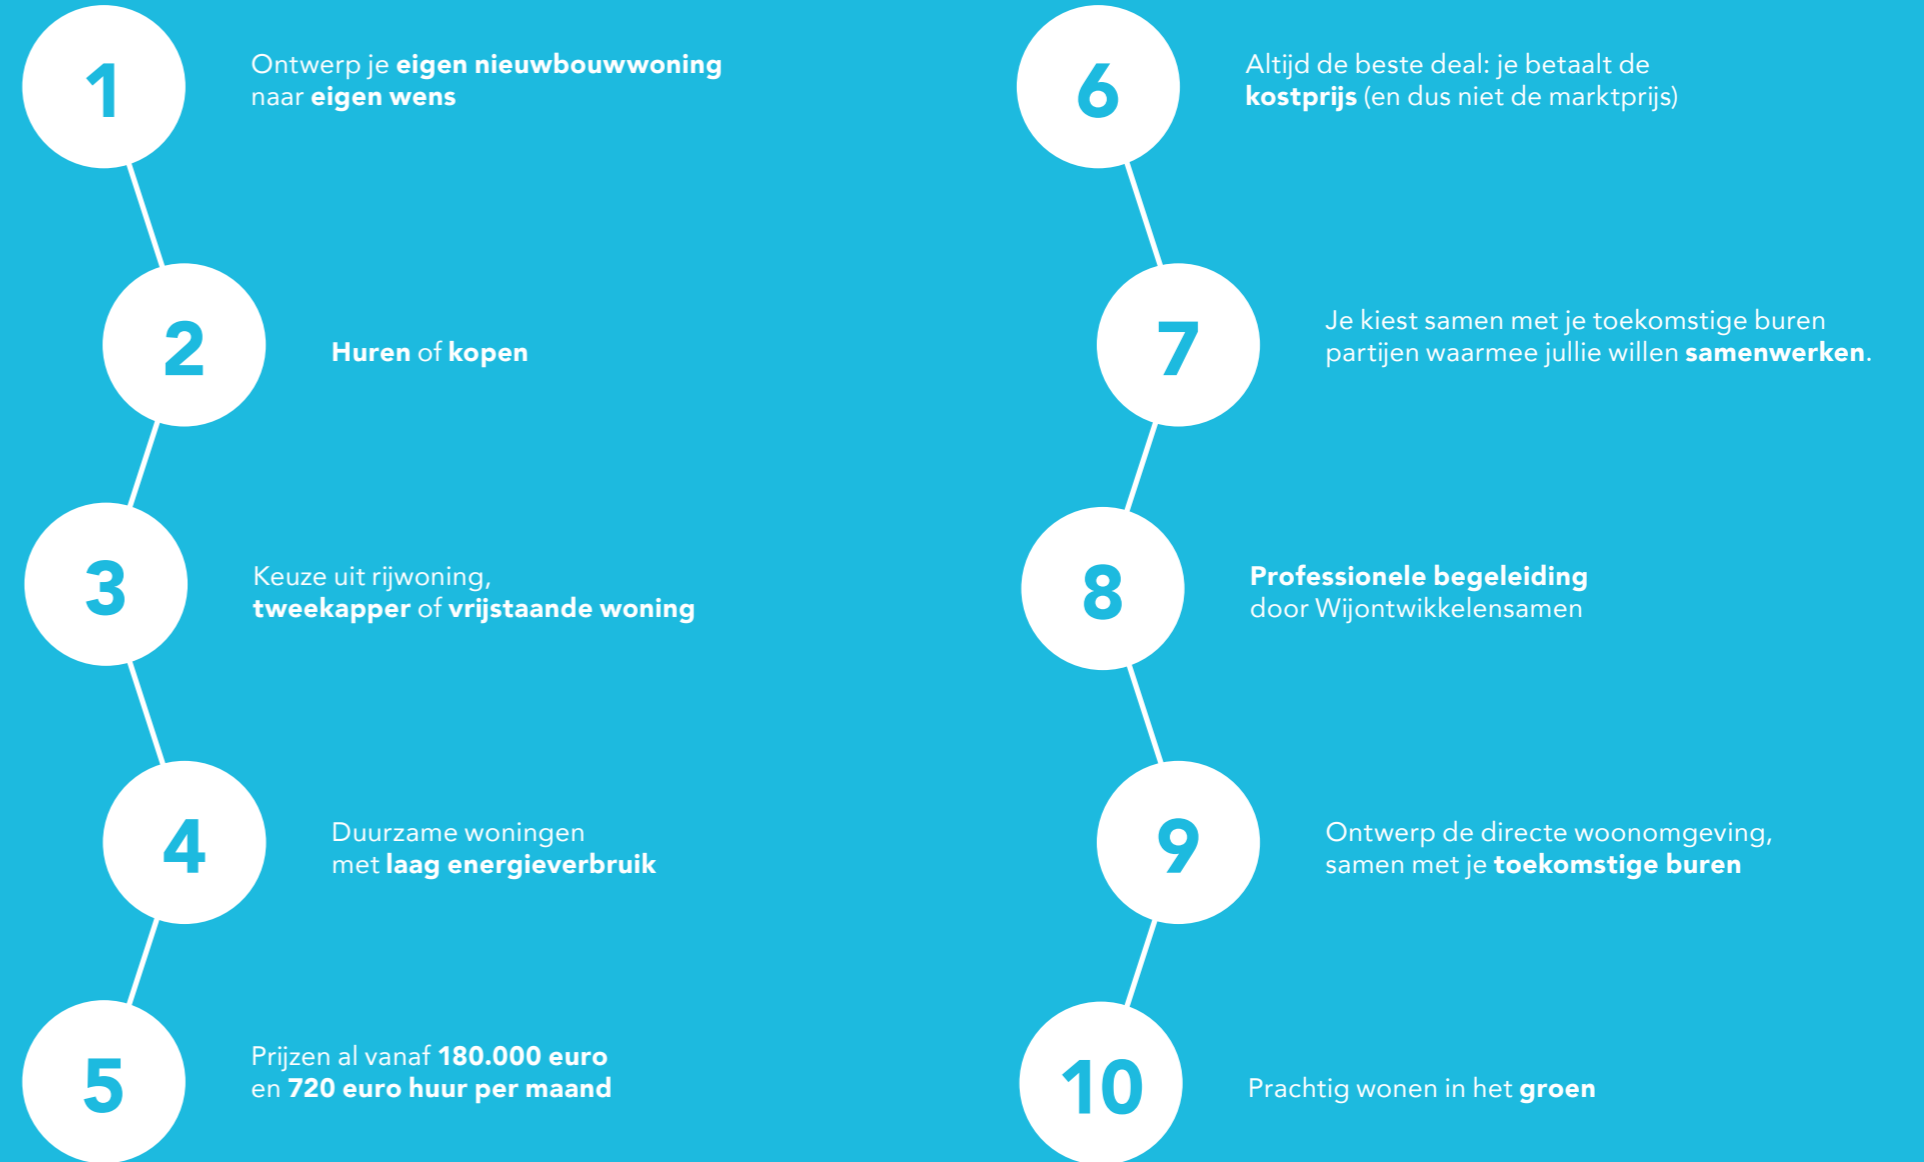 1
Ontwerp je eigen nieuwbouwwoning
naar eigen wens
2
Huren of kopen
3
Keuze uit rijwoning,
tweekapper of vrijstaande woning
4
Duurzame woningen
met laag energieverbruik
5
Prijzen al vanaf 180.000 euro
en 720 euro huur per maand
6
Altijd de beste deal: je betaalt de
kostprijs (en dus niet de marktprijs)
7
Je kiest samen met je toekomstige buren
partijen waarmee jullie willen samenwerken.
8
Professionele begeleiding
door Wijontwikkelensamen
9
Ontwerp de directe woonomgeving,
samen met je toekomstige buren
10
Prachtig wonen in het groen